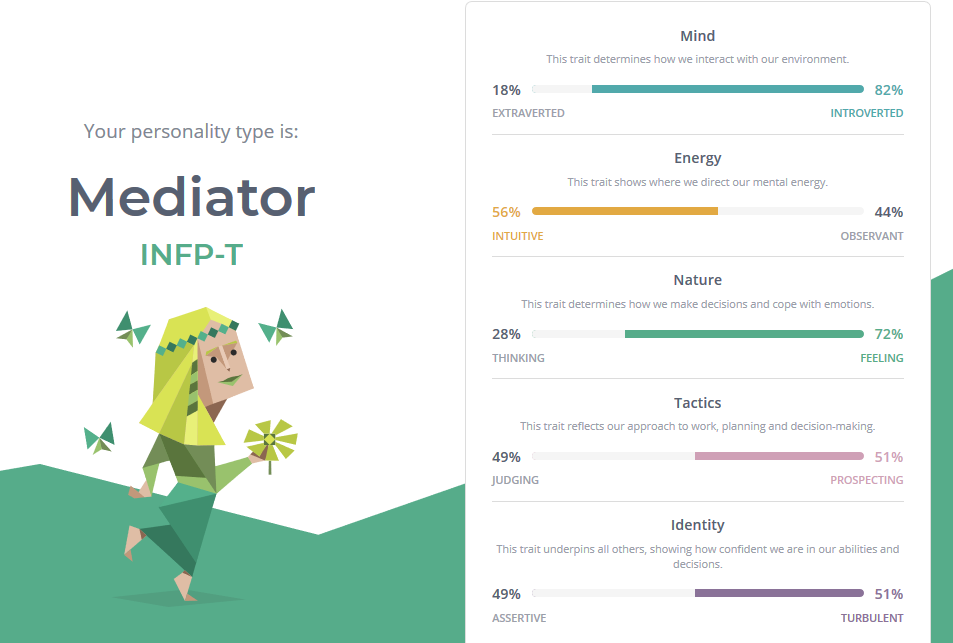 Your personality type is:
Mediator
INFP-T
Mind
This trait determines how we interact with our environment.
18% 82%
EXTRAVERTED INTROVERTED
Energy
This trait shows where we direct our mental energy.
56% 44%
INTUITIVE OBSERVANT
Nature
This trait determines how we make decisions and cope with emotions.
28% 72%
THINKING FEELING
Tactics
This trait reflects our approach to work, planning and decision-making.
49% 51%
JUDGING PROSPECTING
Identity
This trait underpins all others, showing how confident we are in our abilities and
decisions.
49% 51%
ASSERTIVE TURBULENT